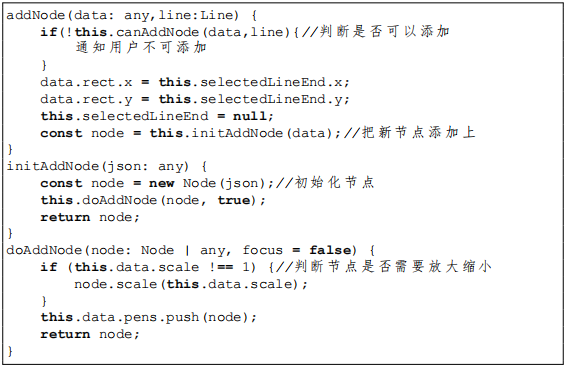 addNode(data: any,line:Line) {
    if(!this.canAddNode(data,line){//判断是否可以添加
        通知用户不可添加
    }
    data.rect.x = this.selectedLineEnd.x;
    data.rect.y = this.selectedLineEnd.y;
    this.selectedLineEnd = null;
    const node = this.initAddNode(data);//把新节点添加上
}
initAddNode(json: any) {
    const node = new Node(json);//初始化节点
    this.doAddNode(node, true);
    return node;
}
doAddNode(node: Node | any, focus = false) {
    if (this.data.scale !== 1) {//判断节点是否需要放大缩小
        node.scale(this.data.scale);
    }
    this.data.pens.push(node);
    return node;
}